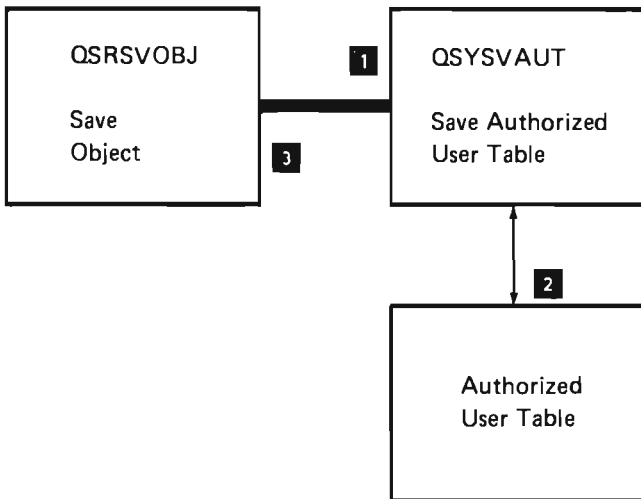 QSRSVOBJ
Save
Object
1
3
QSYSVAUT
Save Authorized
User Table
2
Authorized
User Table